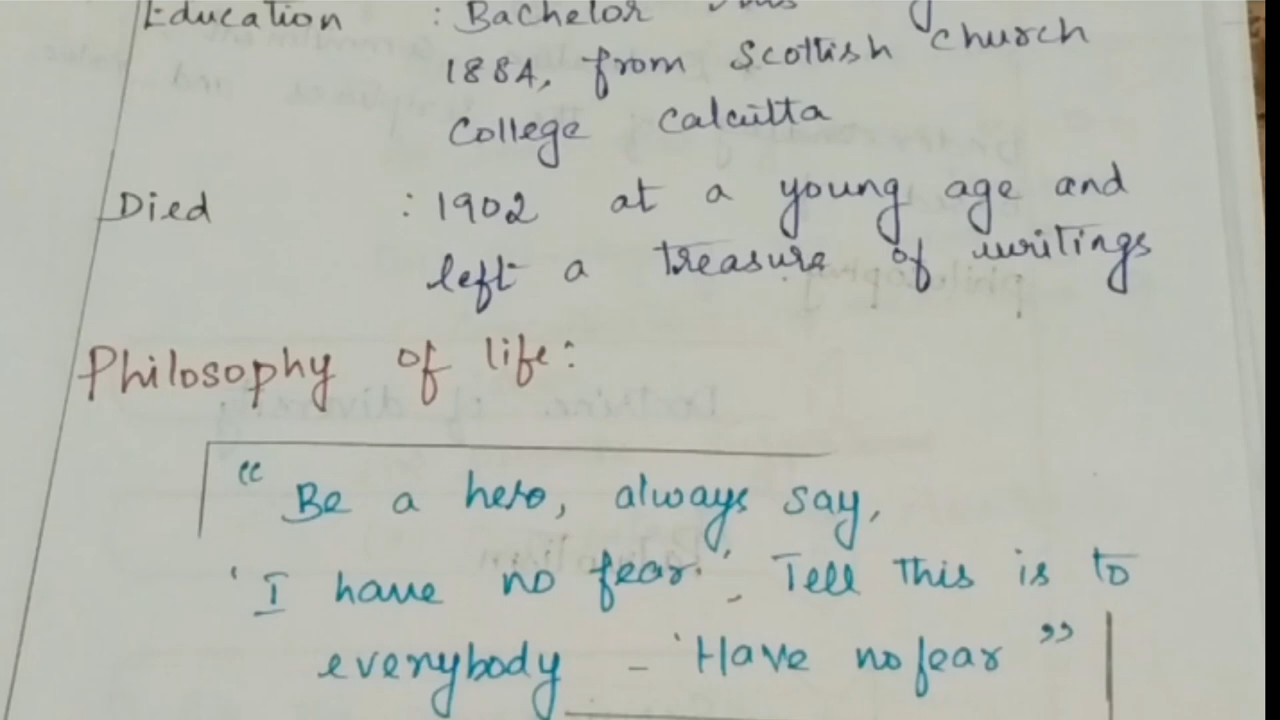 Education : Bachelor
1884, from Scottish church
College Calcutta
Died : 1902 at a young age and
left a treasure of writings
Philosophy of life:
"Be a hero, always say,
'I have no fear.' Tell this is to
everybody - 'Have no fear"